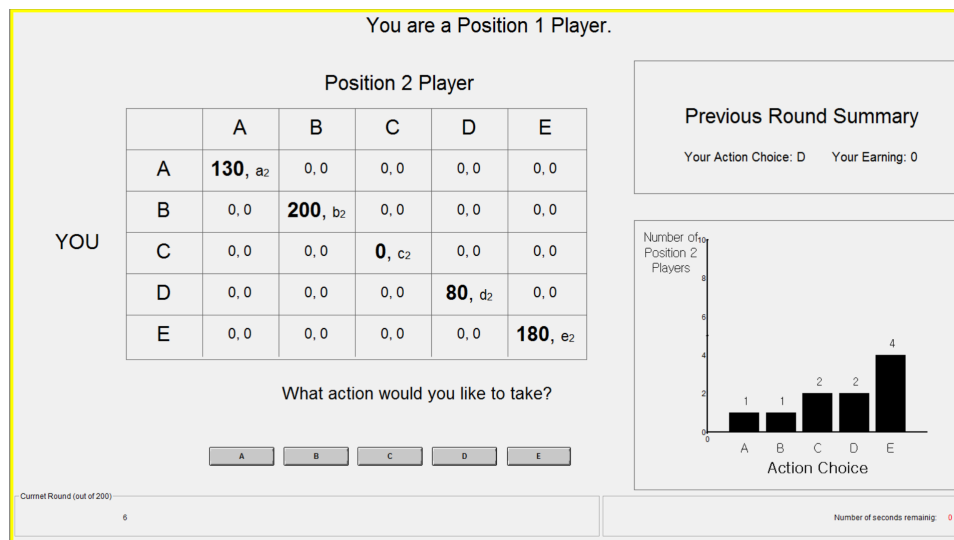 You are a Position 1 Player.
Position 2 Player
A B C D E
A 130, a2 0, 0 0, 0 0, 0 0, 0
B 0, 0 200, b2 0, 0 0, 0 0, 0
YOU
C 0, 0 0, 0 0, c2 0, 0 0, 0
D 0, 0 0, 0 0, 0 80, d2 0, 0
E 0, 0 0, 0 0, 0 0, 0 180, e2
What action would you like to take?
A B C D E
Previous Round Summary
Your Action Choice: D Your Earning: 0
Number of
Position 2
Players
10
8
6
4
2
0
0
1 1 2 2 4
A B C D E
Action Choice
Currnet Round (out of 200)
6
Number of seconds remainig: 0